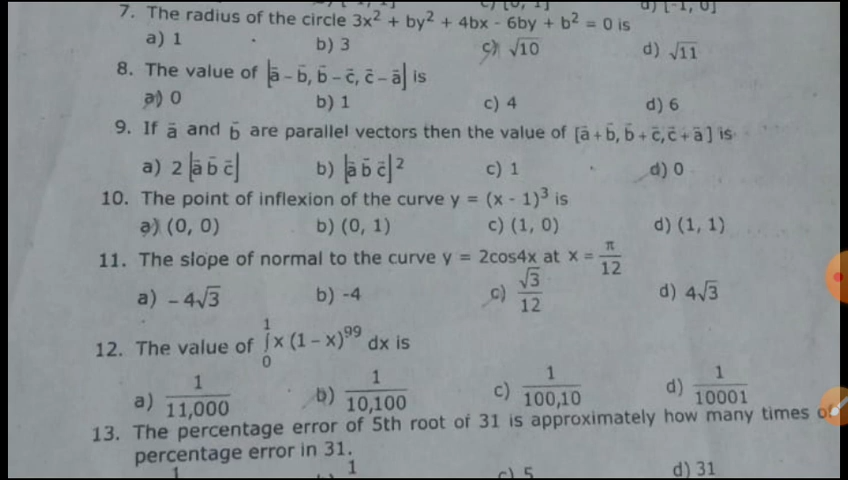 7. The radius of the circle 3x² + by² + 4bx - 6by + b² = 0 is
a) 1 b) 3 c) √10 d) √11
8. The value of [a̅ - b̅, b̅ - c̅, c̅ - a̅] is
a) 0 b) 1 c) 4 d) 6
9. If a̅ and b̅ are parallel vectors then the value of [a̅ + b̅, b̅ + c̅, c̅ + a̅] is
a) 2 [a̅ b̅ c̅] b) [a̅ b̅ c̅]² c) 1 d) 0
10. The point of inflexion of the curve y = (x - 1)³ is
a) (0, 0) b) (0, 1) c) (1, 0) d) (1, 1)
11. The slope of normal to the curve y = 2cos4x at x = π/12
a) - 4√3 b) -4 c) √3/12 d) 4√3
12. The value of ∫₀¹ x (1 - x)⁹⁹ dx is
a) 1/11,000 b) 1/10,100 c) 1/100,10 d) 1/10001
13. The percentage error of 5th root of 31 is approximately how many times of
percentage error in 31.
1 1 c) 5 d) 31